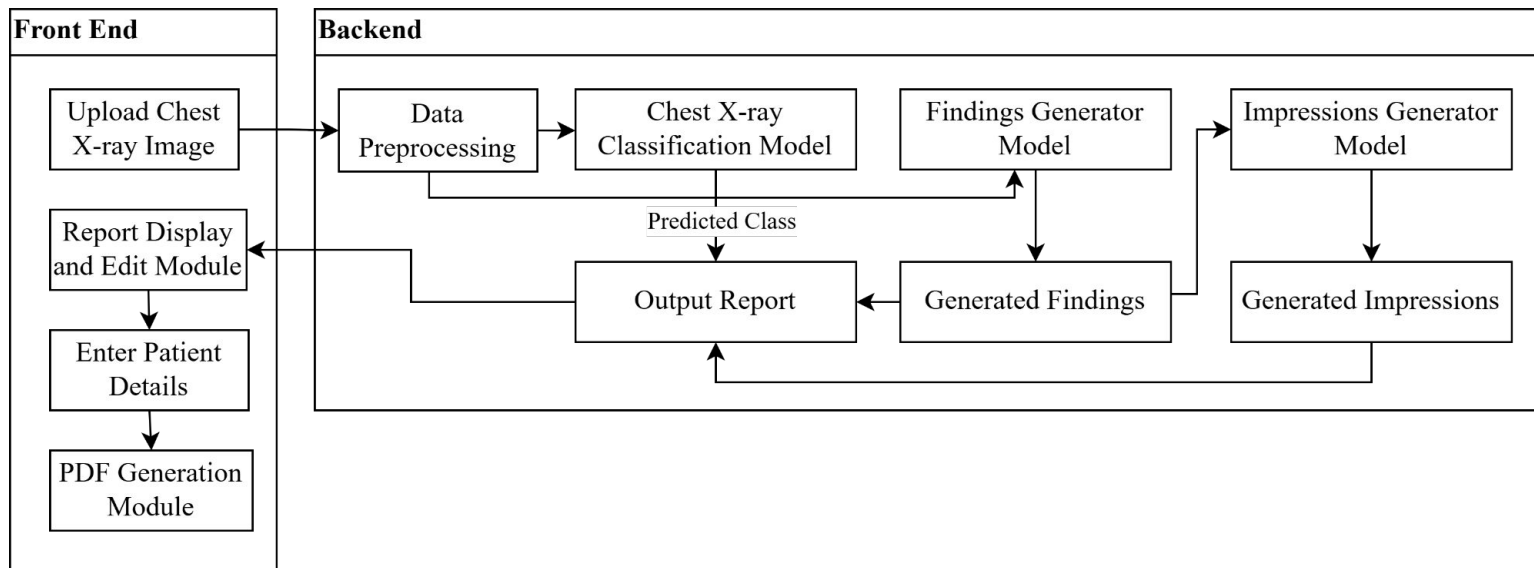 Front End
Upload Chest
X-ray Image
Report Display
and Edit Module
Enter Patient
Details
PDF Generation
Module
Backend
Data
Preprocessing
Chest X-ray
Classification Model
Findings Generator
Model
Impressions Generator
Model
Predicted Class
Output Report
Generated Findings
Generated Impressions